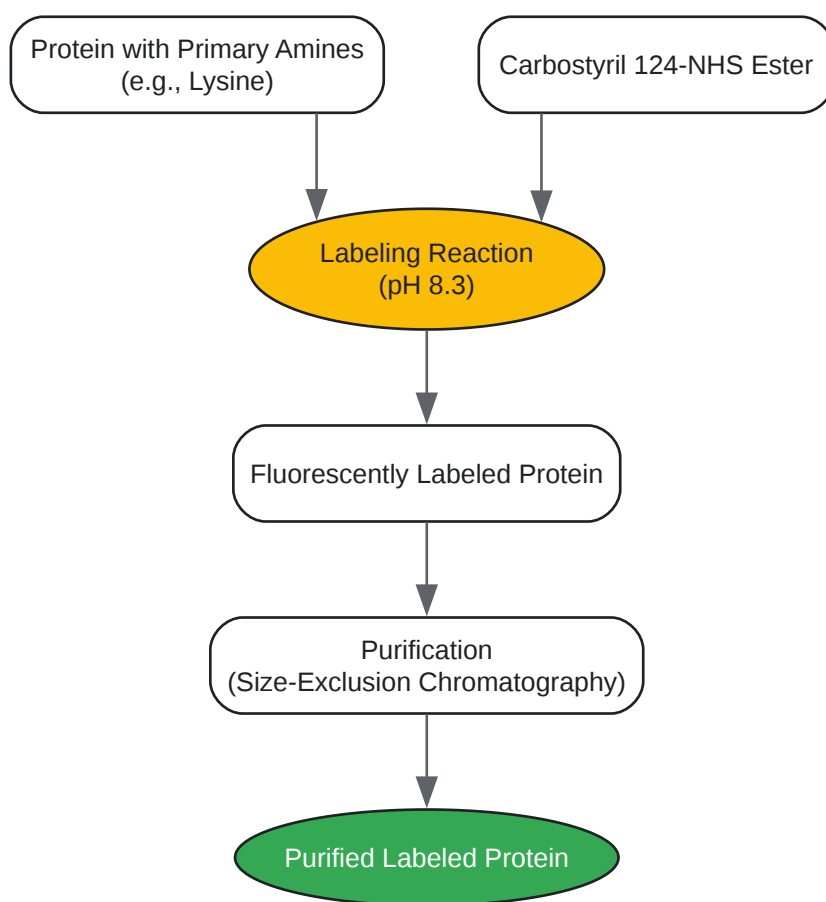 Protein with Primary Amines
(e.g., Lysine)
Carbostyril 124-NHS Ester
Labeling Reaction
(pH 8.3)
Fluorescently Labeled Protein
Purification
(Size-Exclusion Chromatography)
Purified Labeled Protein